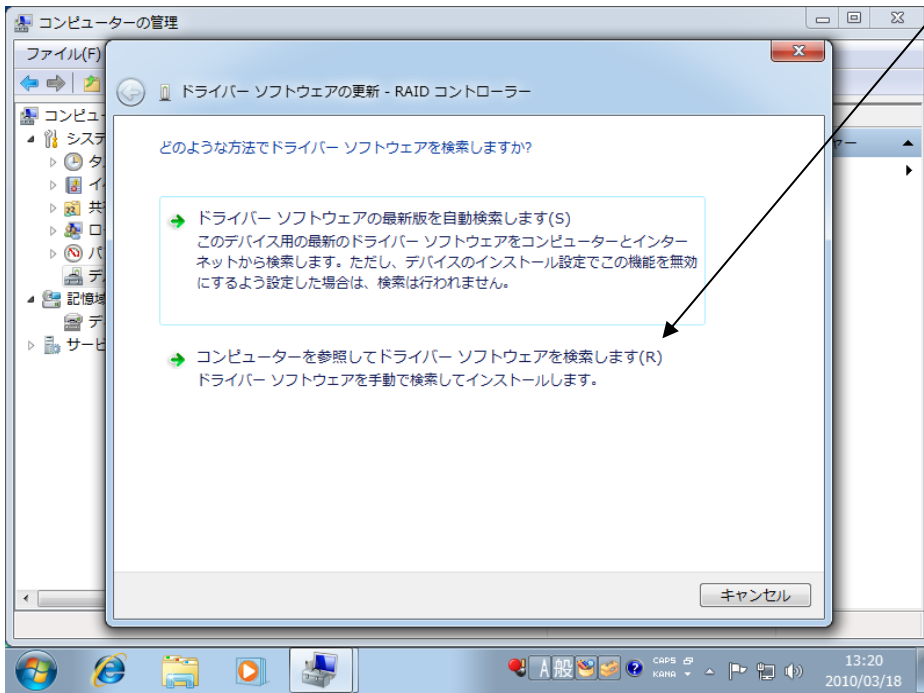 コンピューターの管理
ファイル(F)
ドライバー ソフトウェアの更新 - RAID コントローラー
コンピュー
システ
タ
イ
共
ロ
パ
デ
記憶域
デ
サービ
ャー
どのような方法でドライバー ソフトウェアを検索しますか?
ドライバー ソフトウェアの最新版を自動検索します(S)
このデバイス用の最新のドライバー ソフトウェアをコンピューターとインター
ネットから検索します。ただし、デバイスのインストール設定でこの機能を無効
にするよう設定した場合は、検索は行われません。
コンピューターを参照してドライバー ソフトウェアを検索します(R)
ドライバー ソフトウェアを手動で検索してインストールします。
キャンセル
A 般
CAPS
KANA
13:20
2010/03/18